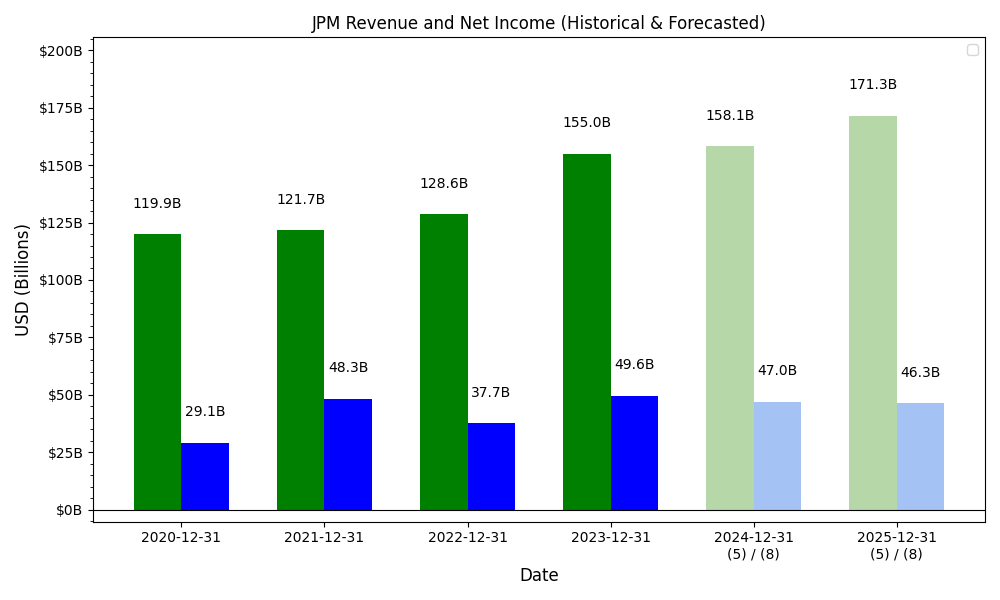 JPM Revenue and Net Income (Historical & Forecasted)
$200B
$175B
$150B
$125B
$100B
$75B
$50B
$25B
$0B
USD (Billions)
119.9B
29.1B
121.7B
48.3B
128.6B
37.7B
155.0B
49.6B
158.1B
47.0B
171.3B
46.3B
2020-12-31
2021-12-31
2022-12-31
2023-12-31
2024-12-31
(5) / (8)
2025-12-31
(5) / (8)
Date